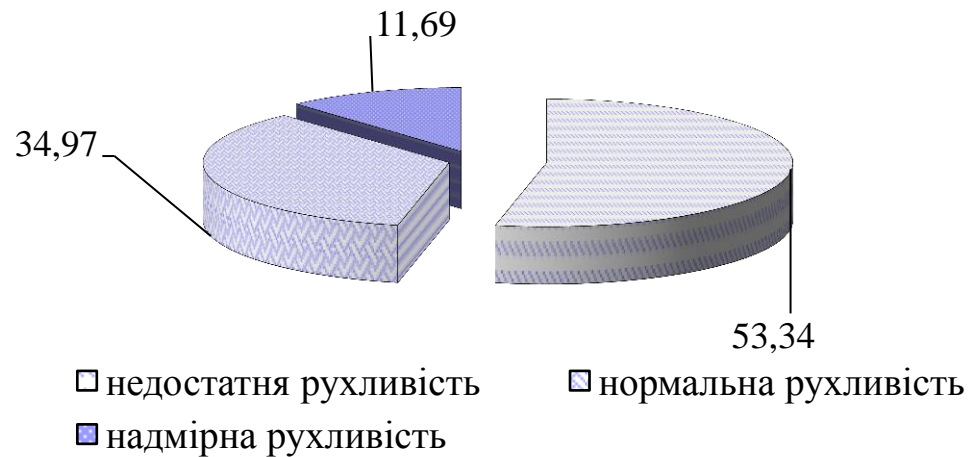 11,69
34,97
53,34
недостатня рухливість
нормальна рухливість
надмірна рухливість